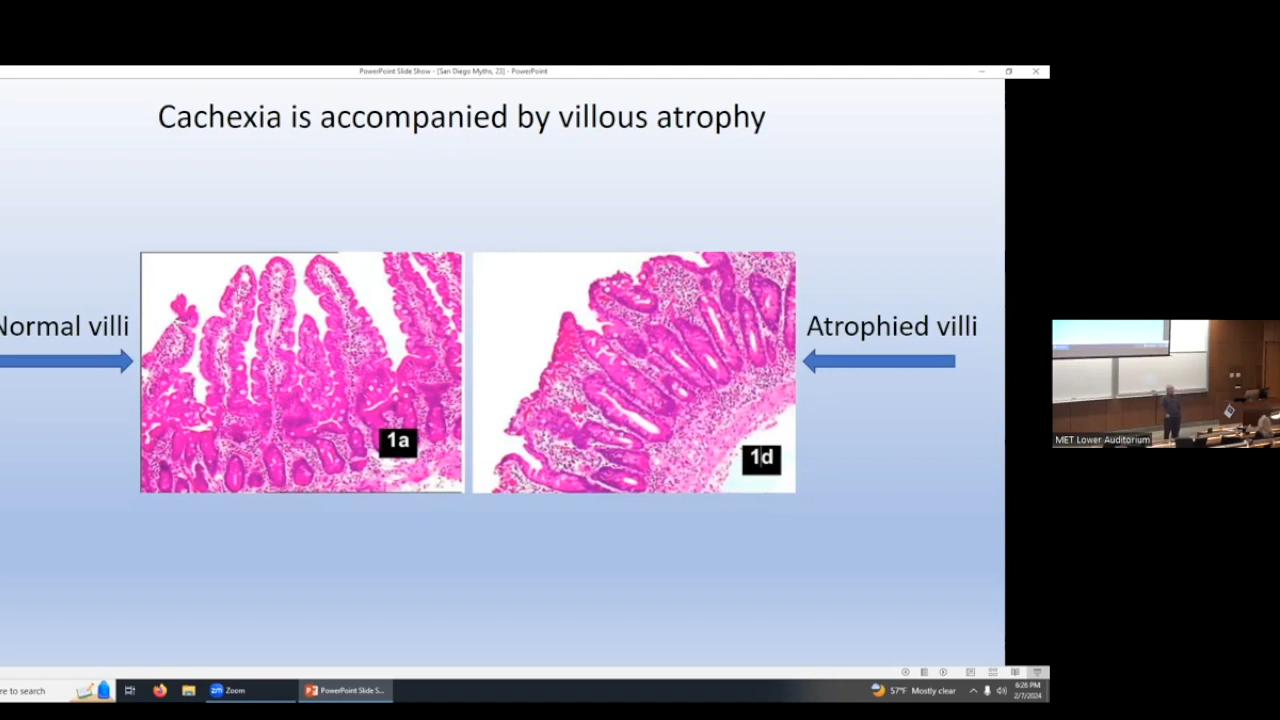 PowerPoint Slide Show - [San Diego Myths, 23] - PowerPoint
Cachexia is accompanied by villous atrophy
Normal villi
Atrophied villi
1a
1d
MET Lower Auditorium
re to search
zm Zoom
PowerPoint Slide S...
57°F Mostly clear
6:26 PM
2/7/2024